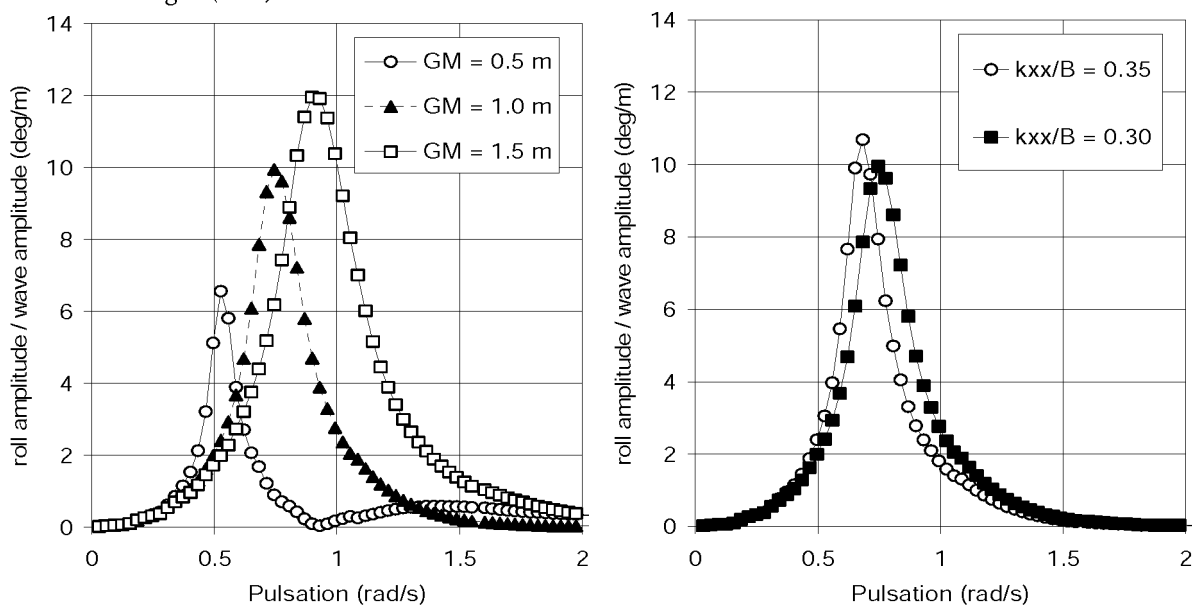 14
12
10
8
6
4
2
0
roll amplitude / wave amplitude (deg/m)
GM = 0.5 m
GM = 1.0 m
GM = 1.5 m
0 0.5 1 1.5 2
Pulsation (rad/s)
14
12
10
8
6
4
2
0
roll amplitude / wave amplitude (deg/m)
kxx/B = 0.35
kxx/B = 0.30
0 0.5 1 1.5 2
Pulsation (rad/s)